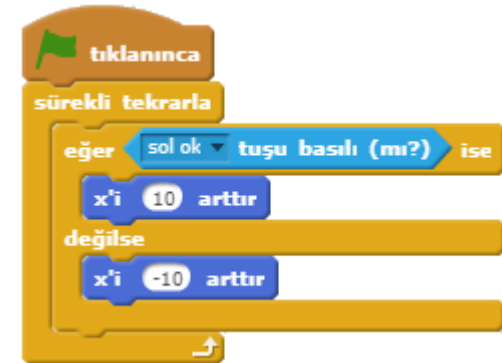 tıklanınca
sürekli tekrarla
eğer sol ok tuşu basılı (mı?) ise
x'i 10 arttır
değilse
x'i -10 arttır